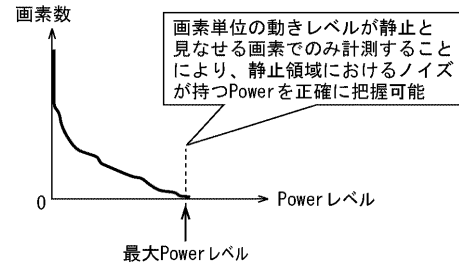 画素数
画素単位の動きレベルが静止と
見なせる画素でのみ計測すること
により、静止領域におけるノイズ
が持つPowerを正確に把握可能
0
Powerレベル
最大Powerレベル